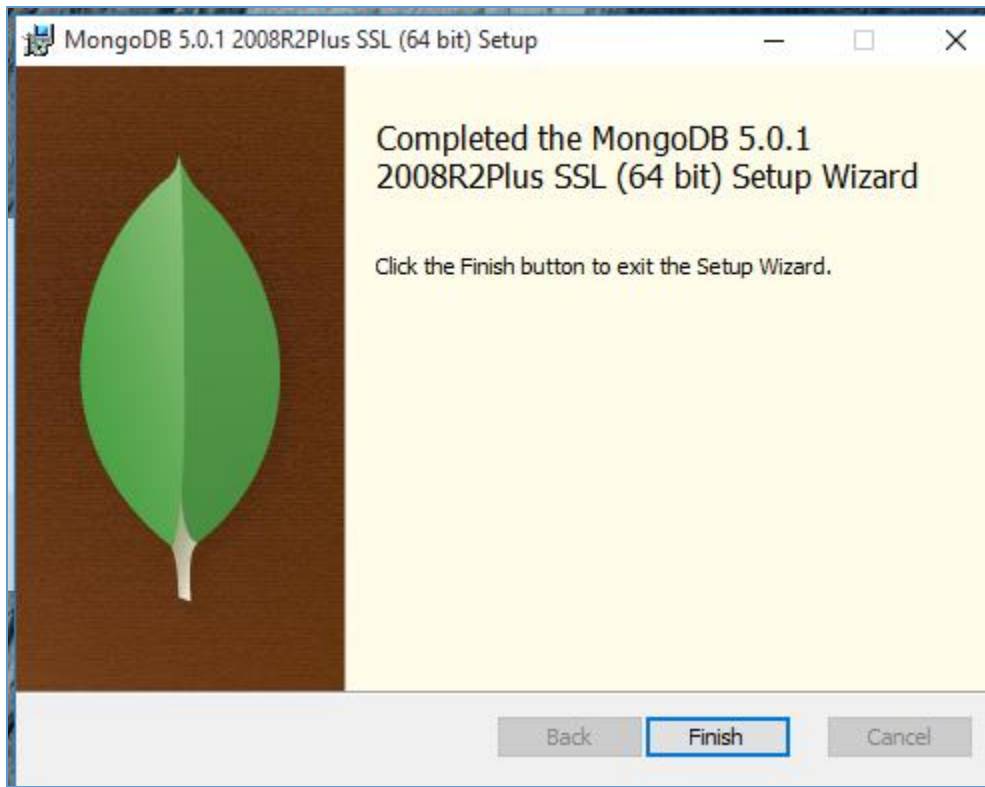 MongoDB 5.0.1 2008R2Plus SSL (64 bit) Setup
Completed the MongoDB 5.0.1
2008R2Plus SSL (64 bit) Setup Wizard
Click the Finish button to exit the Setup Wizard.
Back Finish Cancel